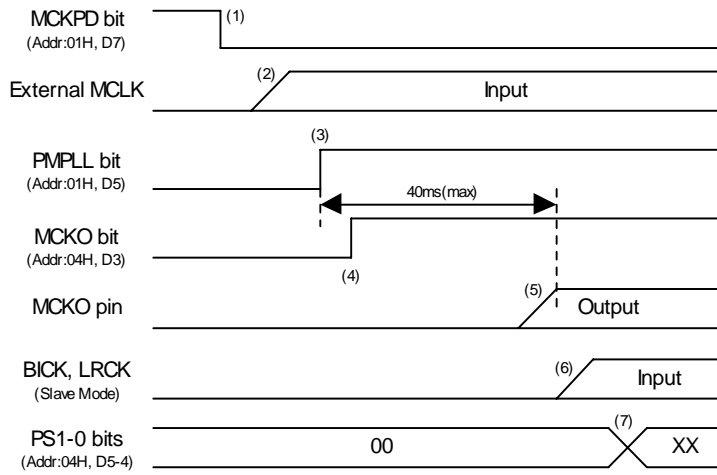 MCKPD bit
(Addr:01H, D7)
(1)
External MCLK
(2)
Input
(3)
PMPLL bit
(Addr:01H, D5)
40ms(max)
MCKO bit
(Addr:04H, D3)
(4)
MCKO pin
(5)
Output
BICK, LRCK
(Slave Mode)
(6)
Input
PS1-0 bits
(Addr:04H, D5-4)
00
(7)
XX